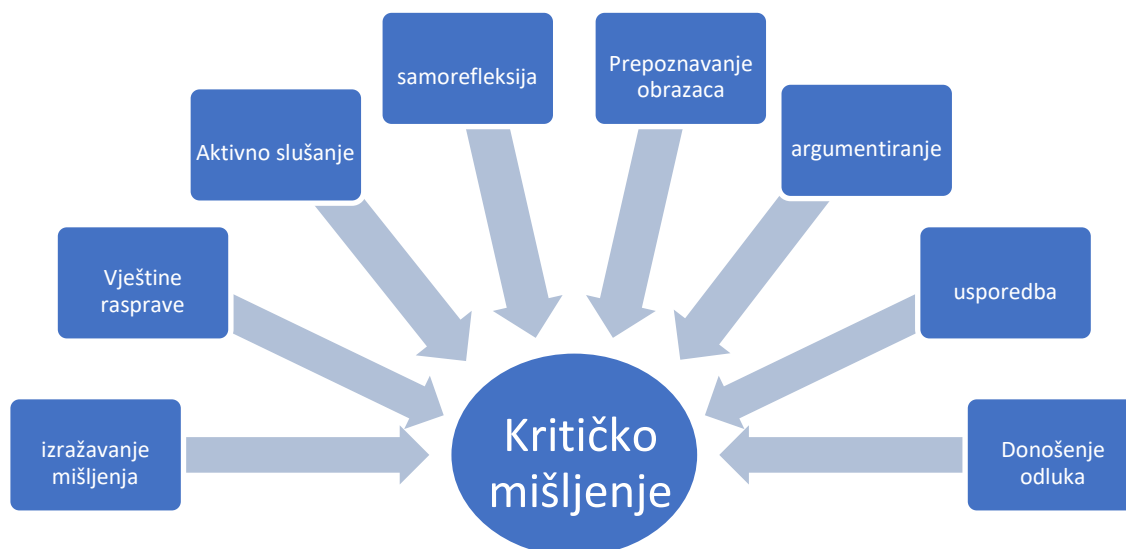 samorefleksija
Prepoznavanje
obrazaca
Aktivno slušanje
argumentiranje
Vještine
rasprave
usporedba
izražavanje
mišljenja
Kritičko
mišljenje
Donošenje
odluka